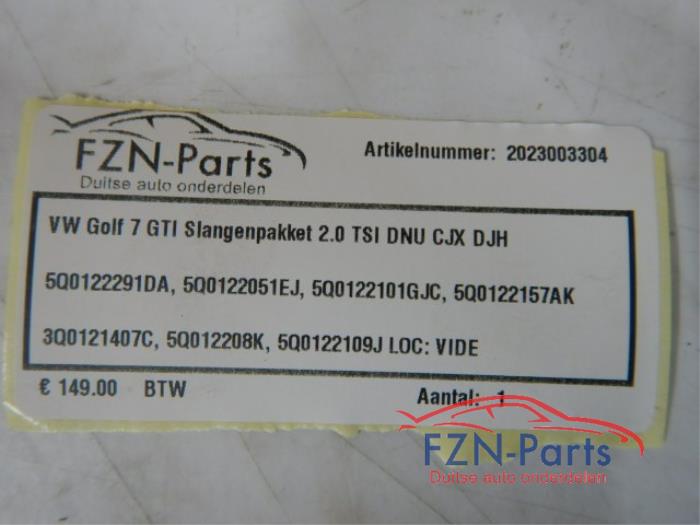 FZN-Parts
Duitse auto onderdelen
Artikelnummer: 2023003304
VW Golf 7 GTI Slangenpakket 2.0 TSI DNU CJX DJH
5Q0122291DA, 5Q0122051EJ, 5Q0122101GJC, 5Q0122157AK
3Q0121407C, 5Q012208K, 5Q0122109J LOC: VIDE
€ 149.00 BTW
Aantal: 1
FZN-Parts
Duitse auto onderdelen